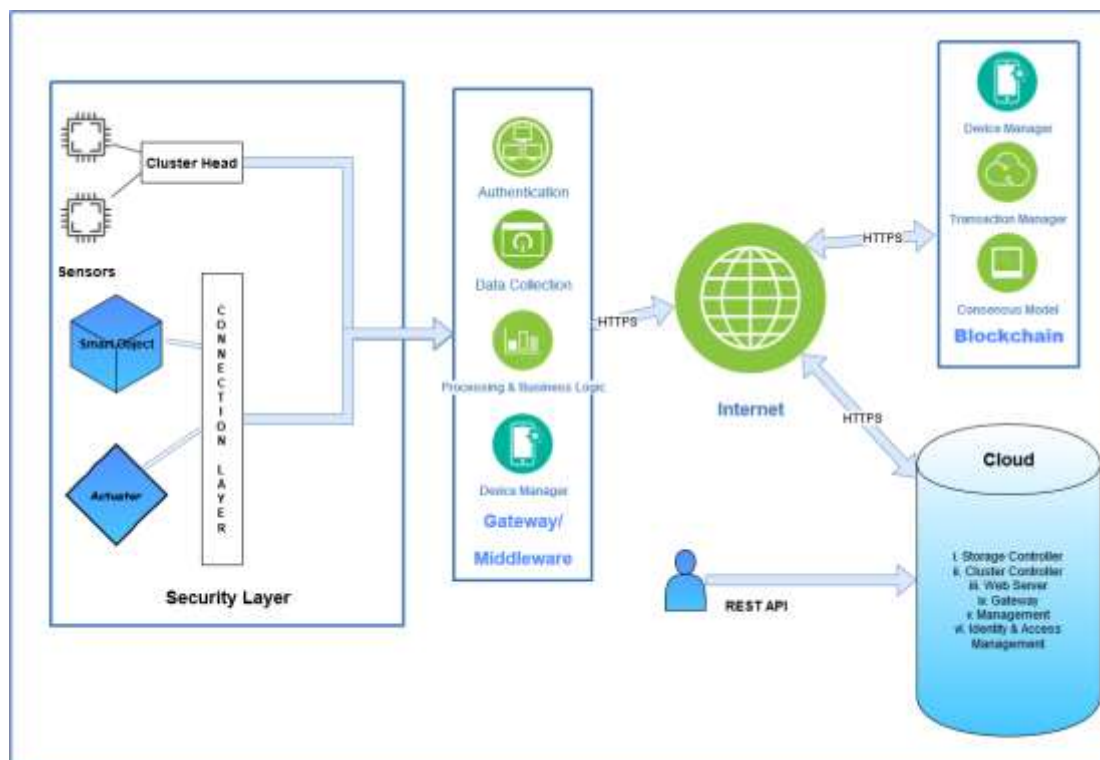 Cluster Head
Sensors
Smart Object
CONNECTION LAYER
Actuator
Security Layer
Authentication
Data Collection
Processing & Business Logic
Device Manager
Gateway/
Middleware
HTTPS
Internet
HTTPS
HTTPS
Device Manager
Transaction Manager
Consensous Model
Blockchain
REST API
Cloud
i. Storage Controller
ii. Cluster Controller
iii. Web Server
iv. Gateway
v. Management
vi. Identity & Access
Management